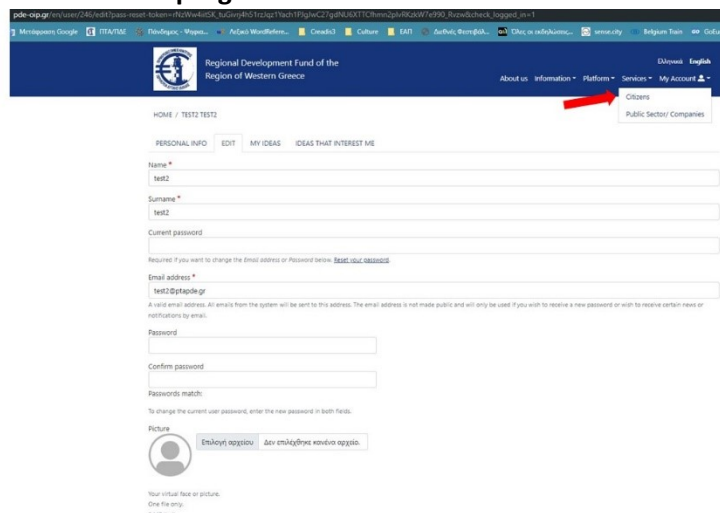 pde-oip.gr/en/user/246/edit?pass-reset-token=
Μετάφραση Google ΠΤΑ/ΠΔΕ Πάνδημος - Ψηφια... Λεξικό WordRefere... Creadis3 Culture ΕΑΠ Διεθνές Φεστιβάλ... Όλες οι εκδηλώσεις... sense.city Belgium Train
Regional Development Fund of the
Region of Western Greece
Ελληνικά English
About us Information Platform Services My Account
Citizens
Public Sector/ Companies
HOME / TEST2 TEST2
PERSONAL INFO EDIT MY IDEAS IDEAS THAT INTEREST ME
Name *
test2
Surname *
test2
Current password
Required if you want to change the Email address or Password below. Reset your password.
Email address *
test2@ptapde.gr
A valid email address. All emails from the system will be sent to this address. The email address is not made public and will only be used if you wish to receive a new password or wish to receive certain news or
notifications by email.
Password
Confirm password
Passwords match:
To change the current user password, enter the new password in both fields.
Picture
Επιλογή αρχείου Δεν επιλέχθηκε κανένα αρχείο.
Your virtual face or picture.
One file only.